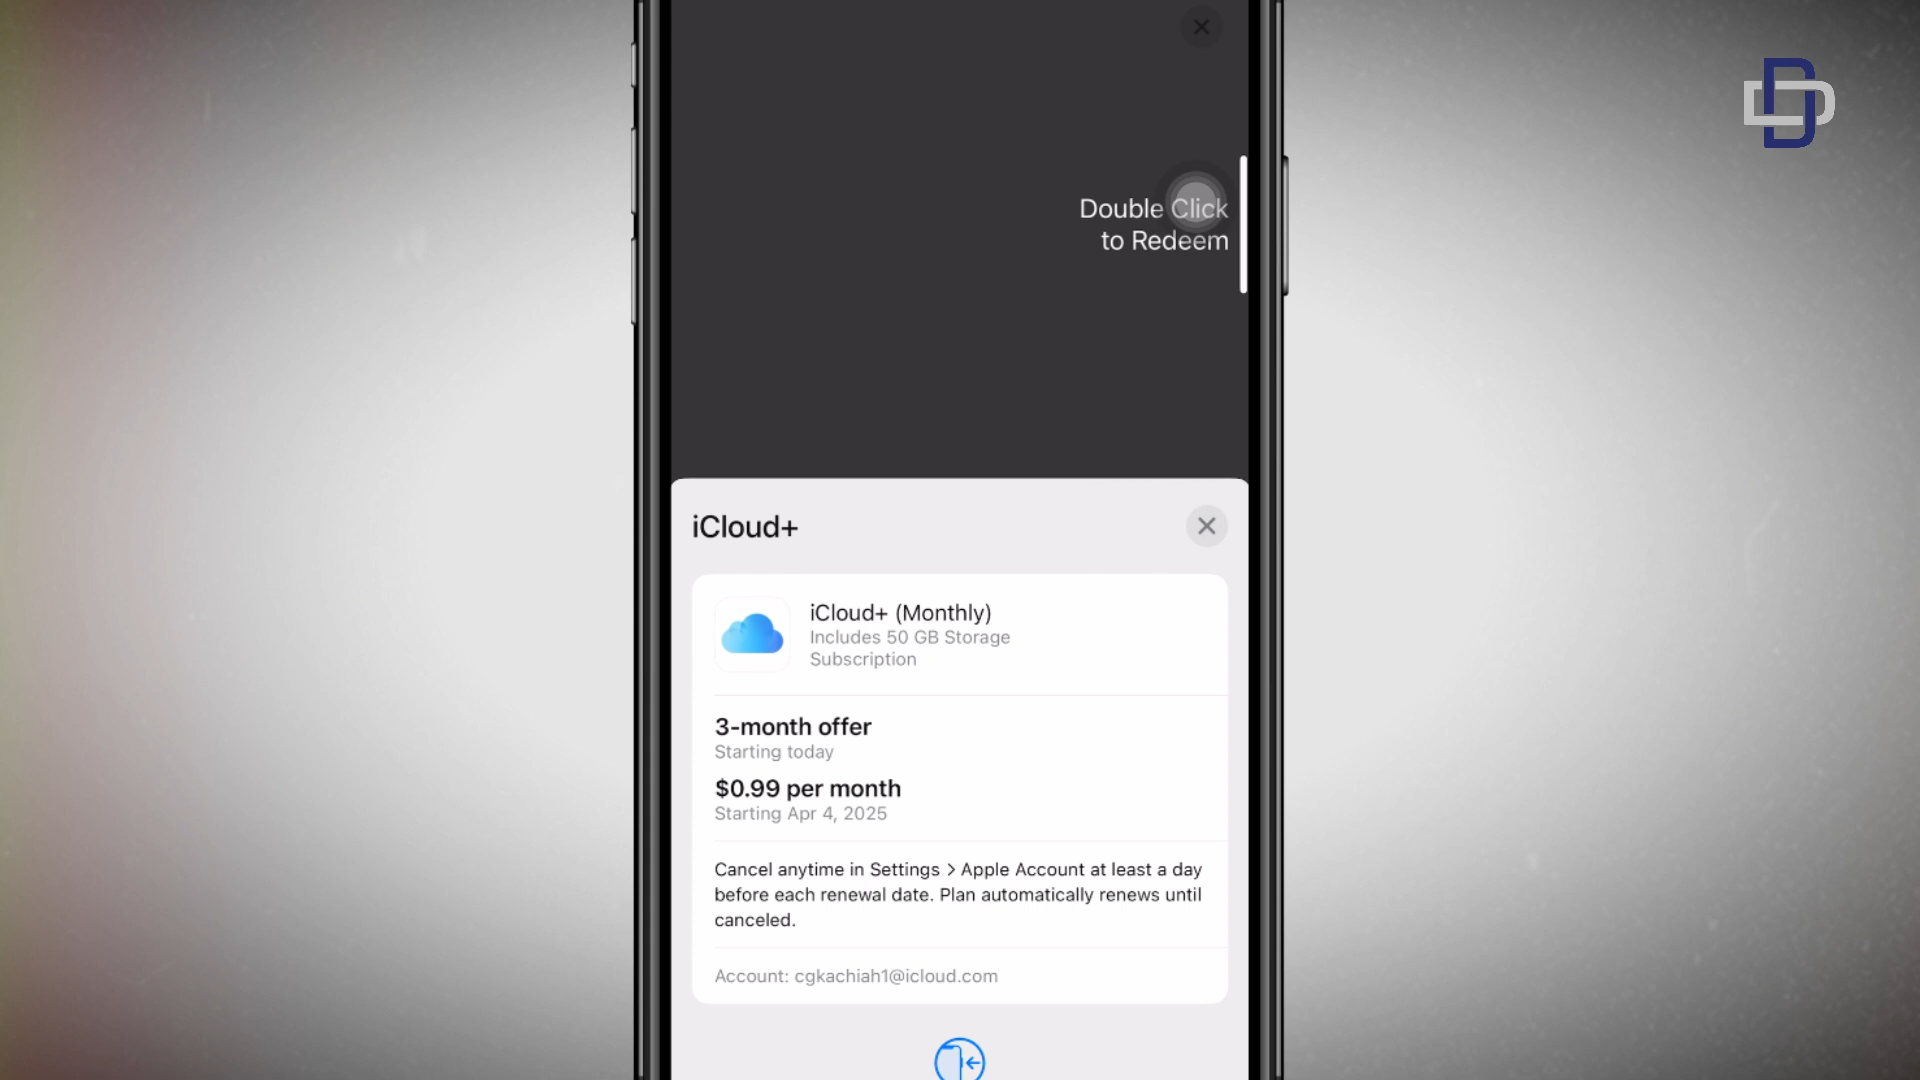 Double Click
to Redeem
iCloud+
iCloud+ (Monthly)
Includes 50 GB Storage
Subscription
3-month offer
Starting today
$0.99 per month
Starting Apr 4, 2025
Cancel anytime in Settings > Apple Account at least a day
before each renewal date. Plan automatically renews until
canceled.
Account: cgkachiah1@icloud.com